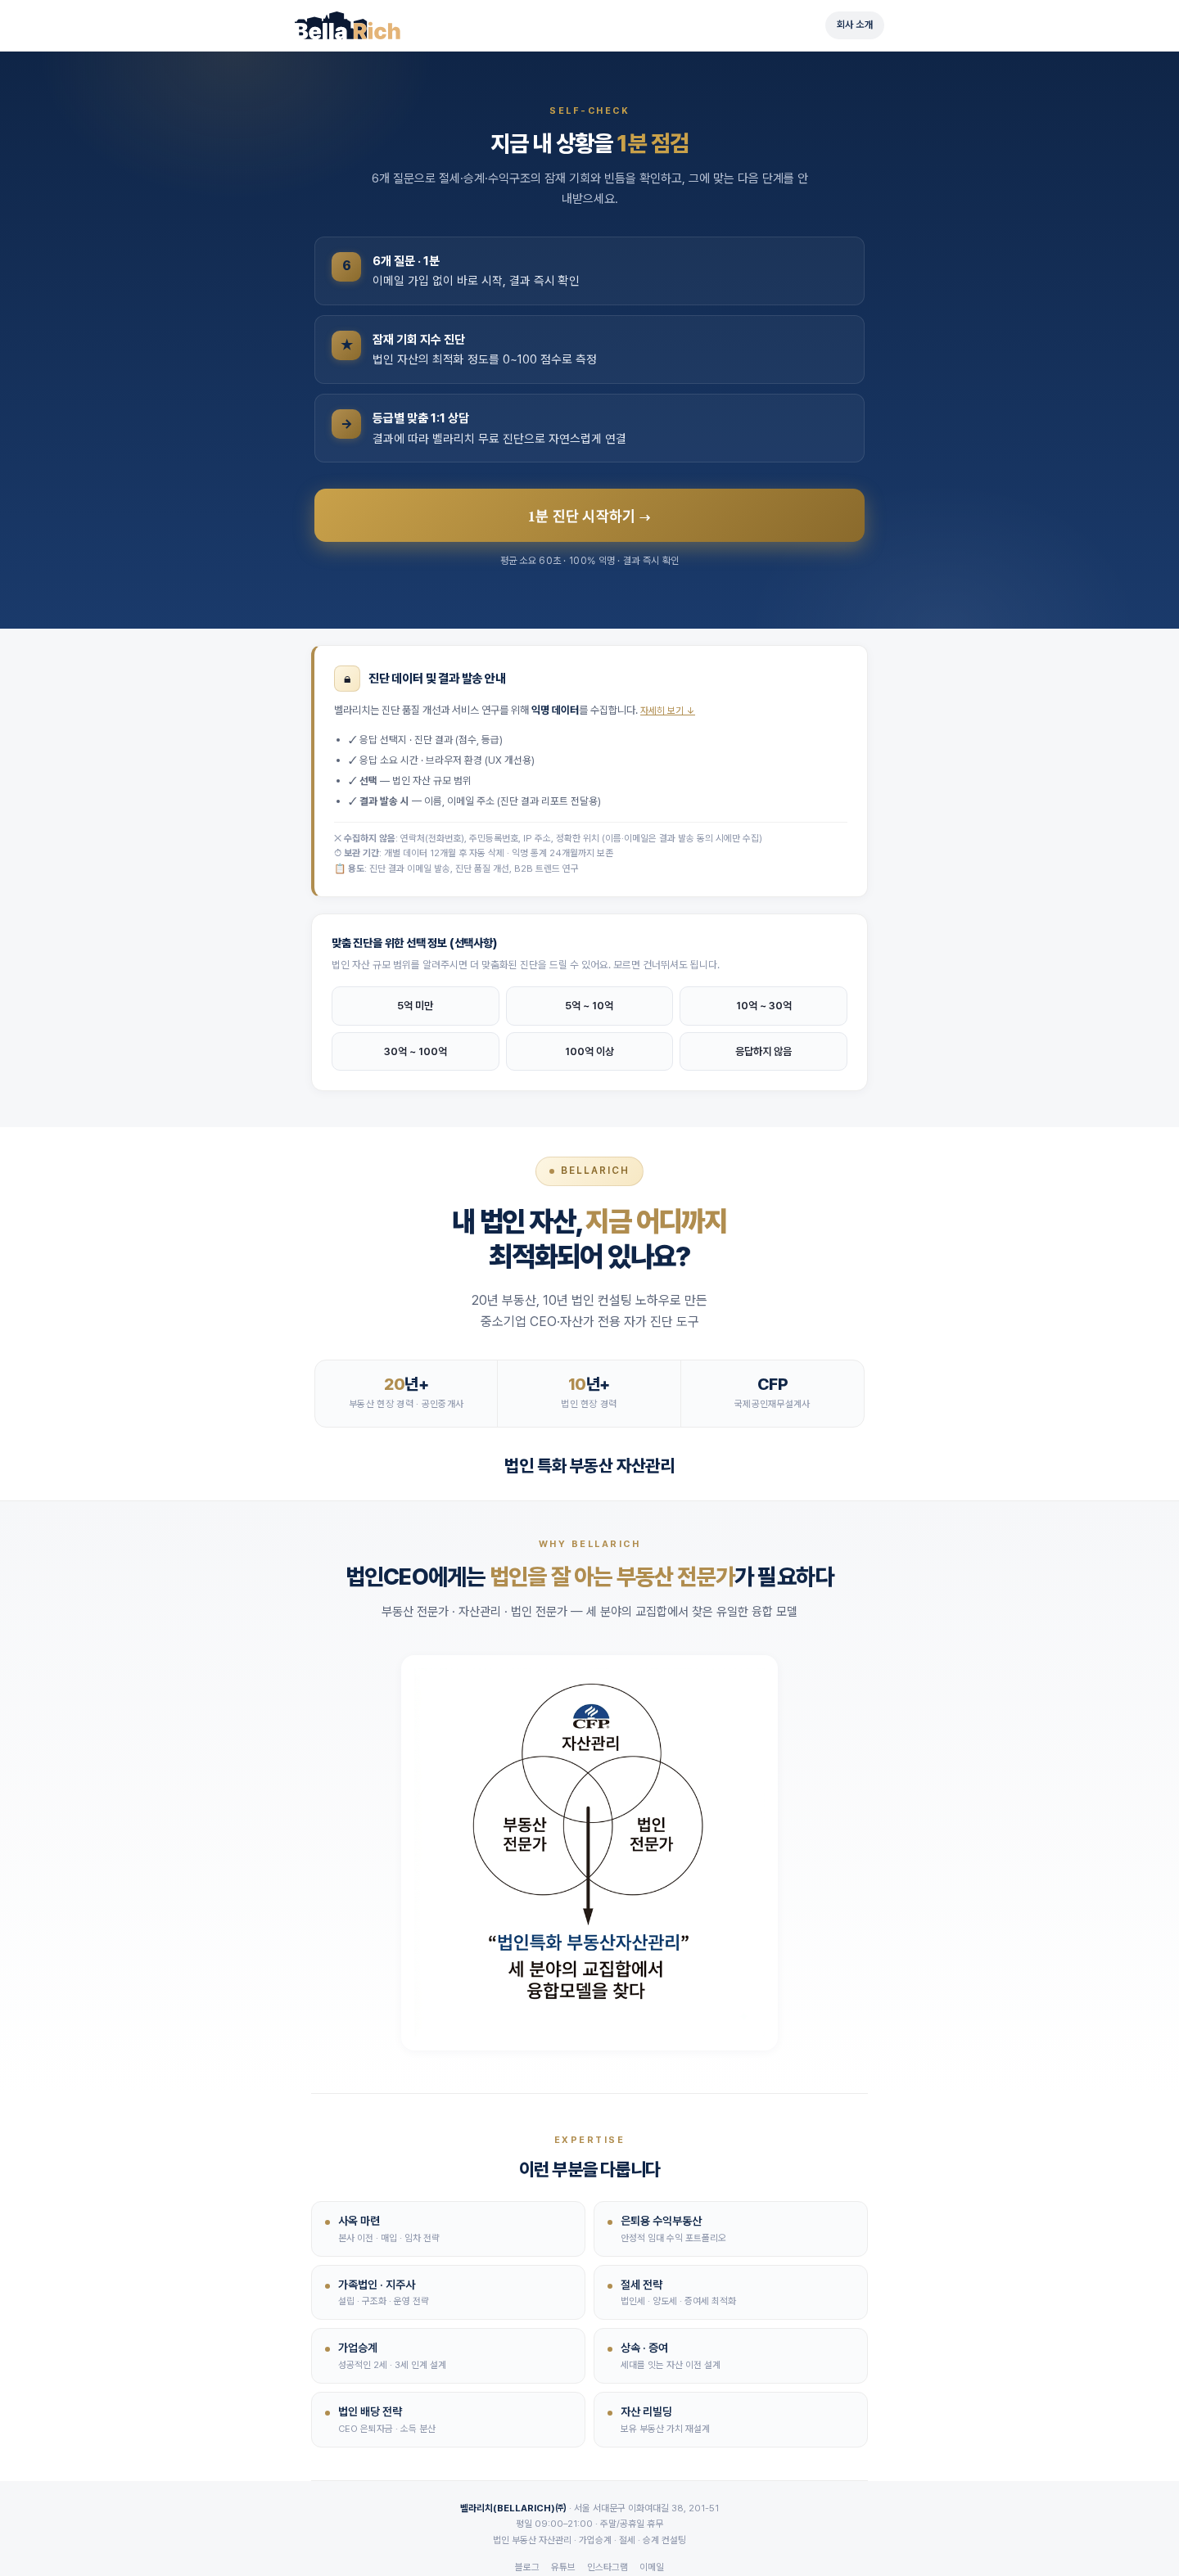 Bella Rich
회사 소개
SELF-CHECK
지금 내 상황을 1분 점검
6개 질문으로 절세·승계·수익구조의 잠재 기회와 빈틈을 확인하고, 그에 맞는 다음 단계를 안
내받으세요.
6
6개 질문 · 1분
이메일 가입 없이 바로 시작, 결과 즉시 확인
★
잠재 기회 지수 진단
법인 자산의 최적화 정도를 0~100 점수로 측정
→
등급별 맞춤 1:1 상담
결과에 따라 벨라리치 무료 진단으로 자연스럽게 연결
1분 진단 시작하기 →
평균 소요 60초 · 100% 익명 · 결과 즉시 확인
진단 데이터 및 결과 발송 안내
벨라리치는 진단 품질 개선과 서비스 연구를 위해 익명 데이터를 수집합니다. 자세히 보기 ↓
• ✓ 응답 선택지 · 진단 결과 (점수, 등급)
• ✓ 응답 소요 시간 · 브라우저 환경 (UX 개선용)
• ✓ 선택 — 법인 자산 규모 범위
• ✓ 결과 발송 시 — 이름, 이메일 주소 (진단 결과 리포트 전달용)
✕ 수집하지 않음: 연락처(전화번호), 주민등록번호, IP 주소, 정확한 위치 (이름·이메일은 결과 발송 동의 시에만 수집)
⏱ 보관 기간: 개별 데이터 12개월 후 자동 삭제 · 익명 통계 24개월까지 보존
📋 용도: 진단 결과 이메일 발송, 진단 품질 개선, B2B 트렌드 연구
맞춤 진단을 위한 선택 정보 (선택사항)
법인 자산 규모 범위를 알려주시면 더 맞춤화된 진단을 드릴 수 있어요. 모르면 건너뛰셔도 됩니다.
5억 미만
5억 ~ 10억
10억 ~ 30억
30억 ~ 100억
100억 이상
응답하지 않음
BELLARICH
내 법인 자산, 지금 어디까지
최적화되어 있나요?
20년 부동산, 10년 법인 컨설팅 노하우로 만든
중소기업 CEO·자산가 전용 자가 진단 도구
20년+
부동산 현장 경력 · 공인중개사
10년+
법인 현장 경력
CFP
국제공인재무설계사
법인 특화 부동산 자산관리
WHY BELLARICH
법인CEO에게는 법인을 잘 아는 부동산 전문가가 필요하다
부동산 전문가 · 자산관리 · 법인 전문가 — 세 분야의 교집합에서 찾은 유일한 융합 모델
CFP
자산관리
부동산
전문가
법인
전문가
“법인특화 부동산자산관리”
세 분야의 교집합에서
융합모델을 찾다
EXPERTISE
이런 부분을 다룹니다
사옥 마련
본사 이전 · 매입 · 임차 전략
은퇴용 수익부동산
안정적 임대 수익 포트폴리오
가족법인 · 지주사
설립 · 구조화 · 운영 전략
절세 전략
법인세 · 양도세 · 증여세 최적화
가업승계
성공적인 2세 · 3세 인계 설계
상속 · 증여
세대를 잇는 자산 이전 설계
법인 배당 전략
CEO 은퇴자금 · 소득 분산
자산 리빌딩
보유 부동산 가치 재설계
벨라리치(BELLARICH)㈜ · 서울 서대문구 이화여대길 38, 201-51
평일 09:00–21:00 · 주말/공휴일 휴무
법인 부동산 자산관리 · 가업승계 · 절세 · 승계 컨설팅
블로그 유튜브 인스타그램 이메일